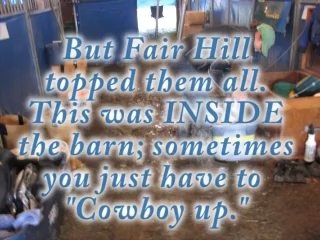 But Fair Hill
topped them all.
This was INSIDE
the barn; sometimes
you just have to
"Cowboy up."